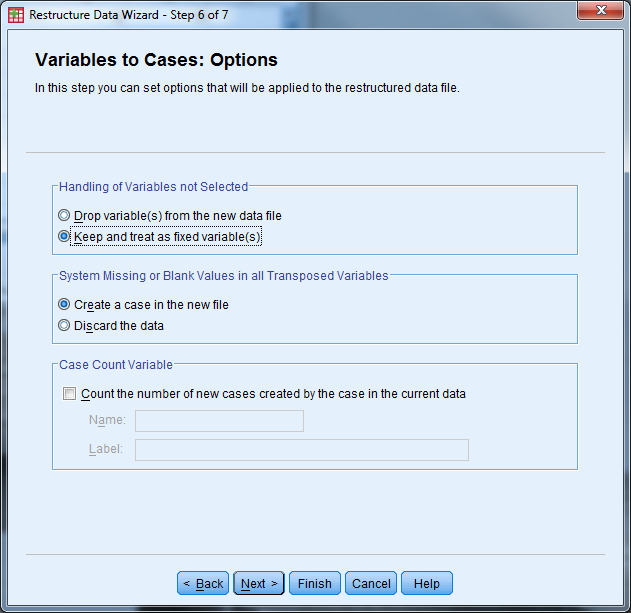 Restructure Data Wizard - Step 6 of 7
Variables to Cases: Options
In this step you can set options that will be applied to the restructured data file.
Handling of Variables not Selected
Drop variable(s) from the new data file
Keep and treat as fixed variable(s)
System Missing or Blank Values in all Transposed Variables
Create a case in the new file
Discard the data
Case Count Variable
Count the number of new cases created by the case in the current data
Name:
Label:
< Back Next > Finish Cancel Help